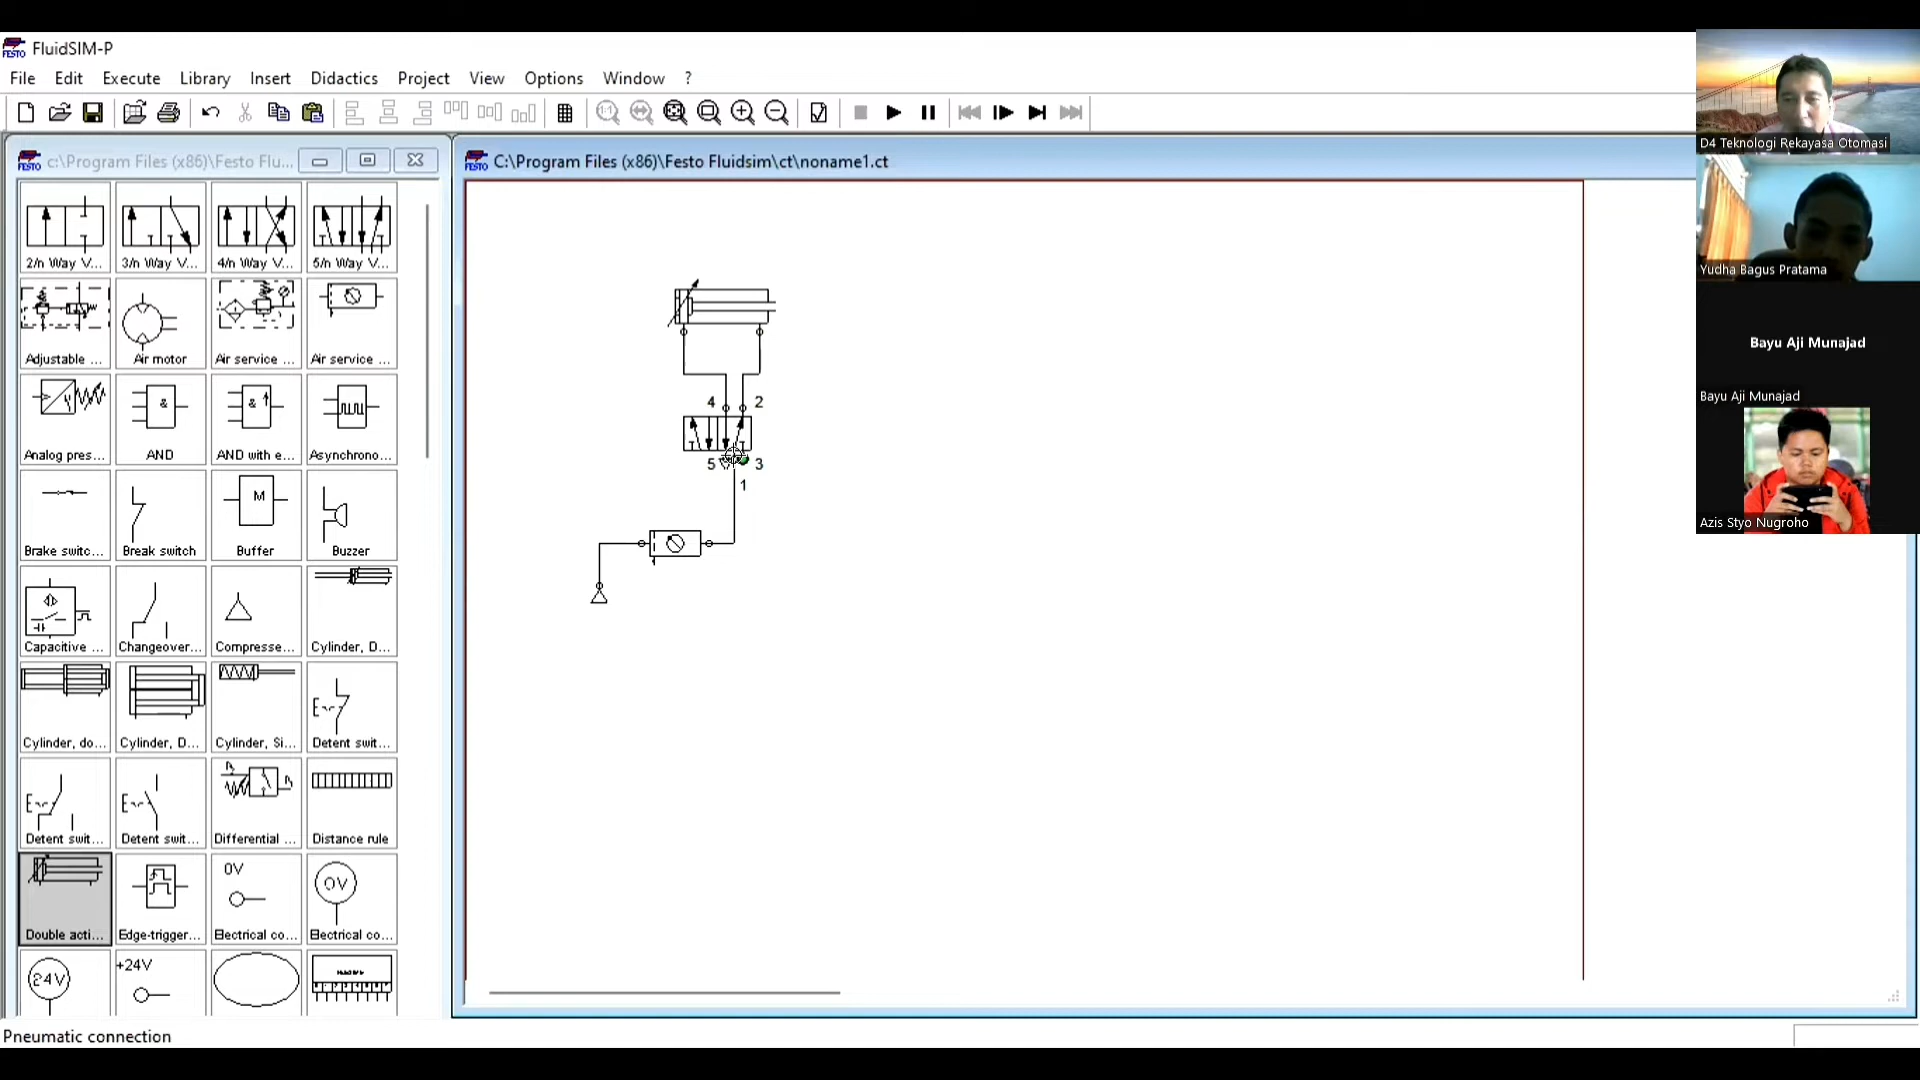 FluidSIM-P
File Edit Execute Library Insert Didactics Project View Options Window ?
c:\Program Files (x86)\Festo Flu...
C:\Program Files (x86)\Festo Fluidsim\ct\noname1.ct
2/n Way V... 3/n Way V... 4/n Way V... 5/n Way V...
Adjustable ... Air motor Air service ... Air service ...
& &
Analog pres... AND AND with e... Asynchrono...
M
Brake switc... Break switch Buffer Buzzer
Capacitive ... Changeover... Compresse... Cylinder, D...
Cylinder, do... Cylinder, D... Cylinder, Si... Detent swit...
Detent swit... Detent swit... Differential ... Distance rule
0V 0V
Double acti... Edge-trigger... Electrical co... Electrical co...
24V +24V
4 2
5 3
1
Pneumatic connection
D4 Teknologi Rekayasa Otomasi
Yudha Bagus Pratama
Bayu Aji Munajad
Bayu Aji Munajad
Azis Styo Nugroho
FESTO
FESTO
FESTO